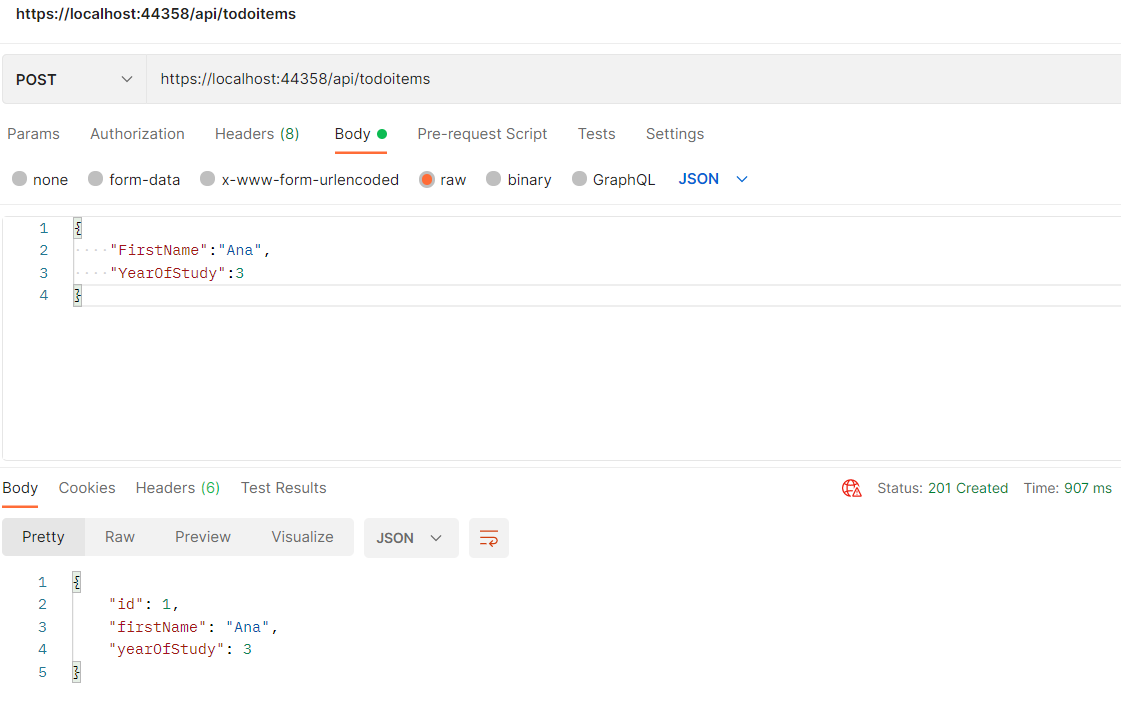 https://localhost:44358/api/todoitems
POST https://localhost:44358/api/todoitems
Params Authorization Headers (8) Body Pre-request Script Tests Settings
none form-data x-www-form-urlencoded raw binary GraphQL JSON
1 {
2 ····"FirstName":"Ana",
3 ····"YearOfStudy":3
4 }
Body Cookies Headers (6) Test Results Status: 201 Created Time: 907 ms
Pretty Raw Preview Visualize JSON
1 {
2 "id": 1,
3 "firstName": "Ana",
4 "yearOfStudy": 3
5 }